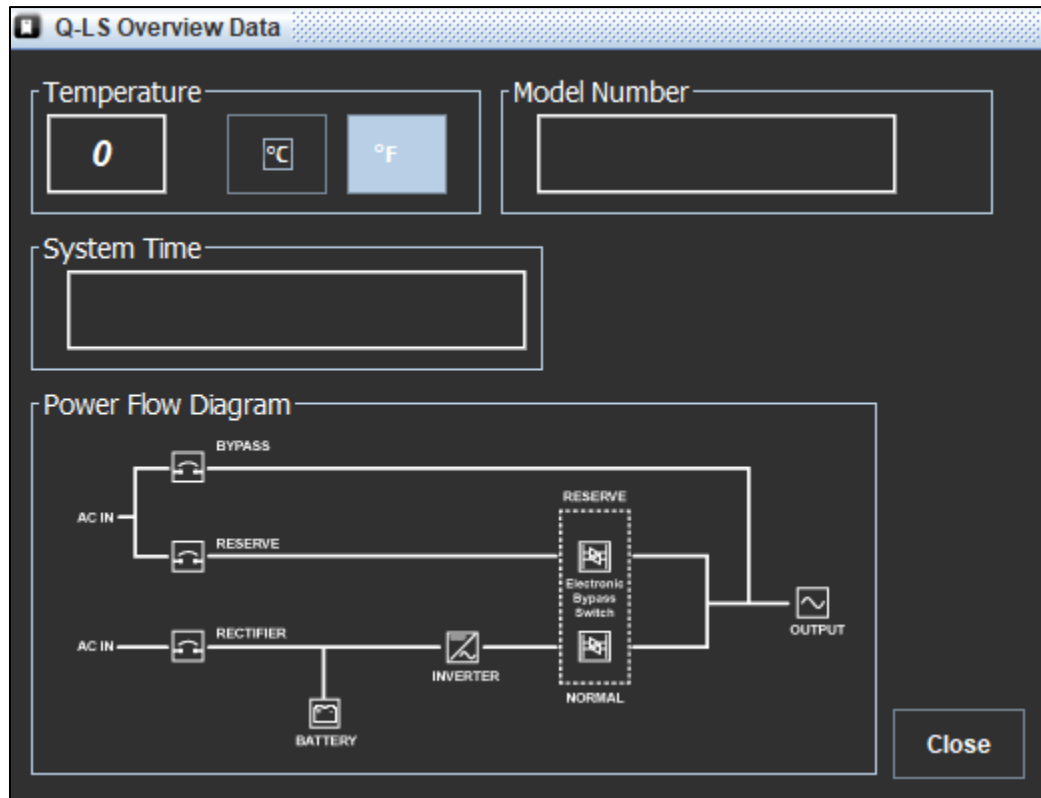 Q-LS Overview Data
Temperature
0
°C
°F
Model Number
System Time
Power Flow Diagram
BYPASS
AC IN
RESERVE
RESERVE
Electronic
Bypass
Switch
OUTPUT
RECTIFIER
AC IN
INVERTER
NORMAL
BATTERY
Close